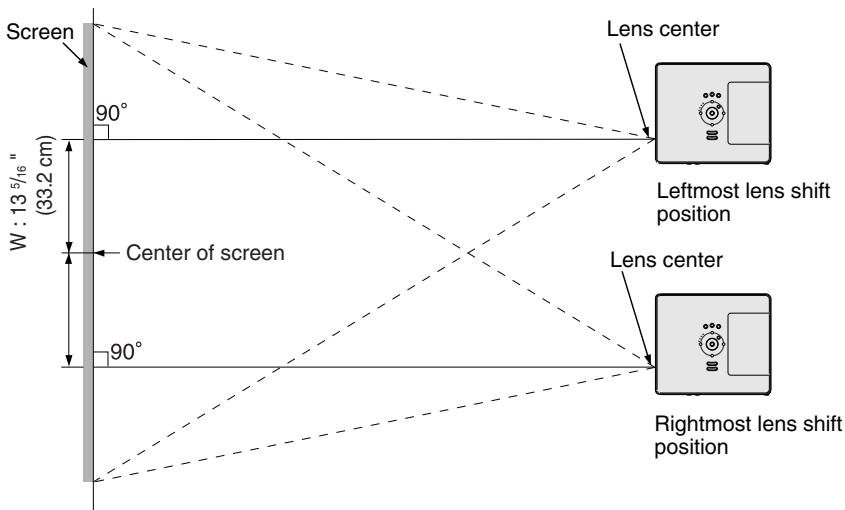 Screen
Lens center
90°
W : 13 5/16 "
(33.2 cm)
Leftmost lens shift
position
Center of screen
Lens center
90°
Rightmost lens shift
position